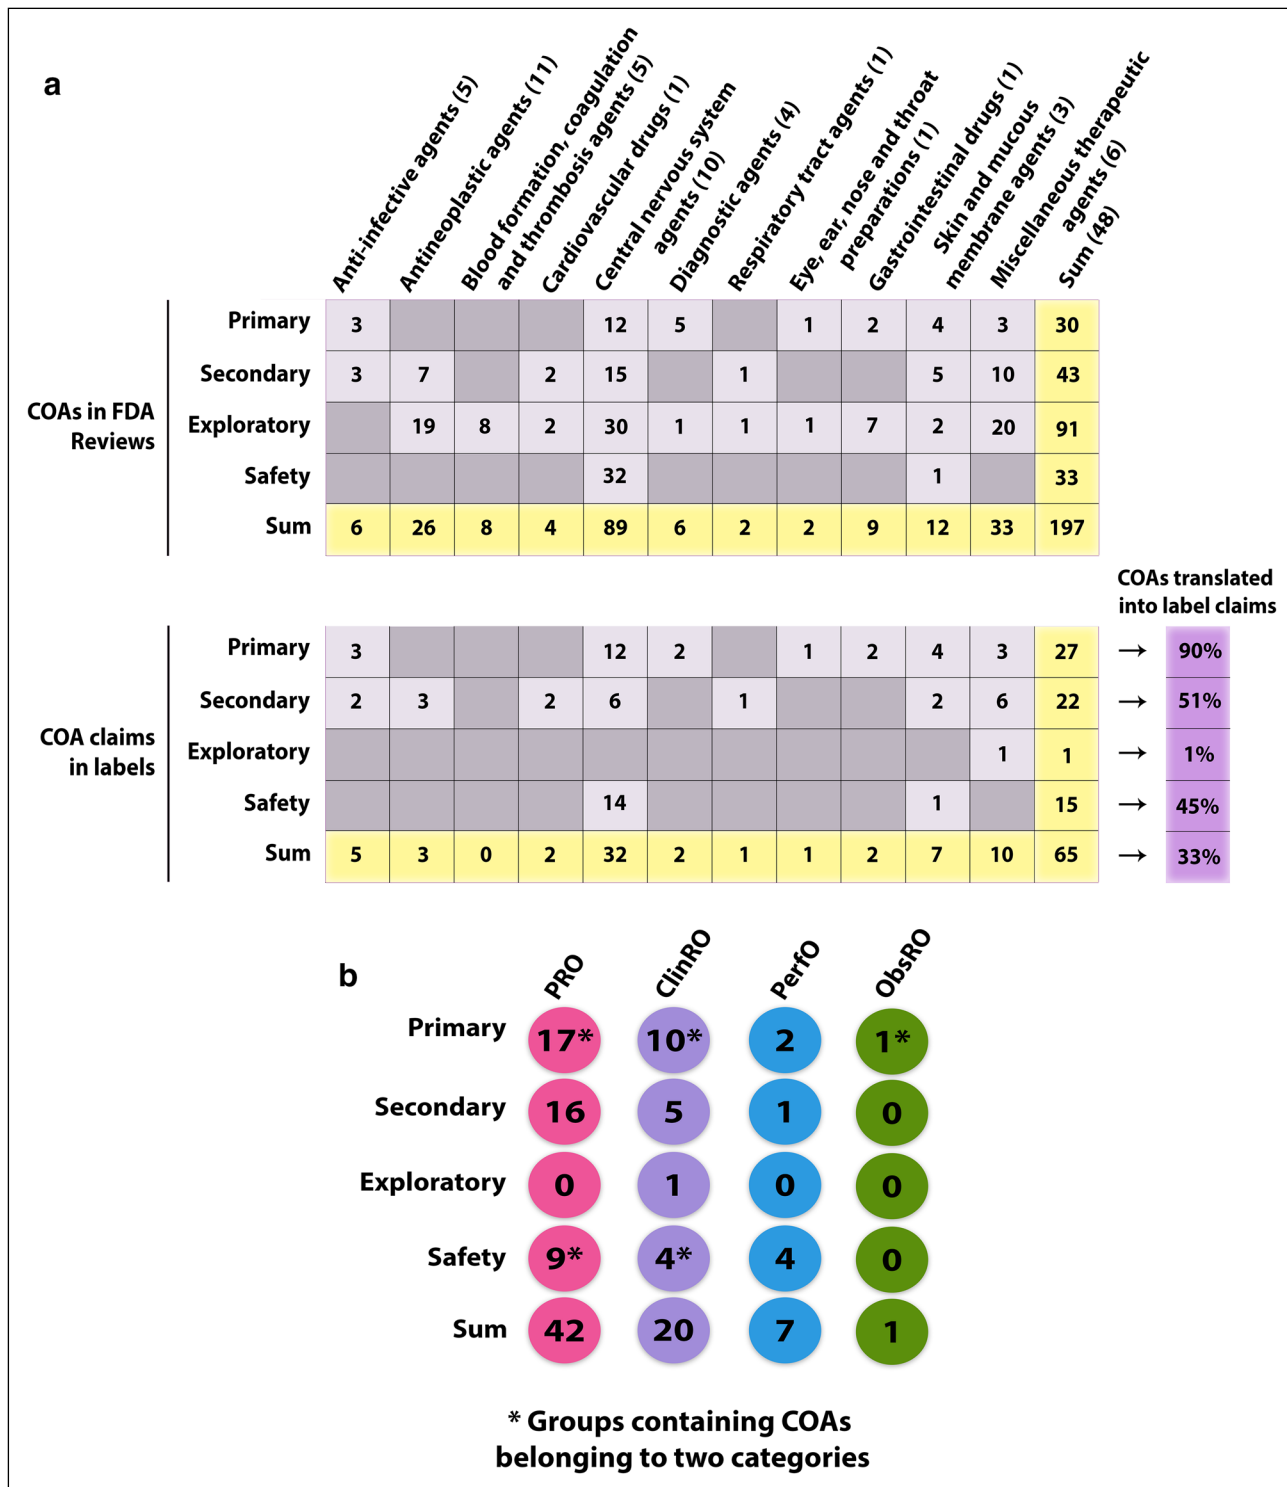 a
Anti-infective agents (5)
Antineoplastic agents (11)
Blood formation, coagulation
and thrombosis agents (5)
Cardiovascular drugs (1)
Central nervous system
agents (10)
Diagnostic agents (4)
Respiratory tract agents (1)
Eye, ear, nose and throat
preparations (1)
Gastrointestinal drugs (1)
Skin and mucous
membrane agents (3)
Miscellaneous therapeutic
agents (6)
Sum (48)
COAs in FDA
Reviews
Primary 3 12 5 1 2 4 3 30
Secondary 3 7 2 15 1 5 10 43
Exploratory 19 8 2 30 1 1 1 7 2 20 91
Safety 32 1 33
Sum 6 26 8 4 89 6 2 2 9 12 33 197
COAs translated
into label claims
COA claims
in labels
Primary 3 12 2 1 2 4 3 27 → 90%
Secondary 2 3 2 6 1 2 6 22 → 51%
Exploratory 1 1 → 1%
Safety 14 1 15 → 45%
Sum 5 3 0 2 32 2 1 1 2 7 10 65 → 33%
b
PRO ClinRO PerfO ObsRO
Primary 17* 10* 2 1*
Secondary 16 5 1 0
Exploratory 0 1 0 0
Safety 9* 4* 4 0
Sum 42 20 7 1
* Groups containing COAs
belonging to two categories